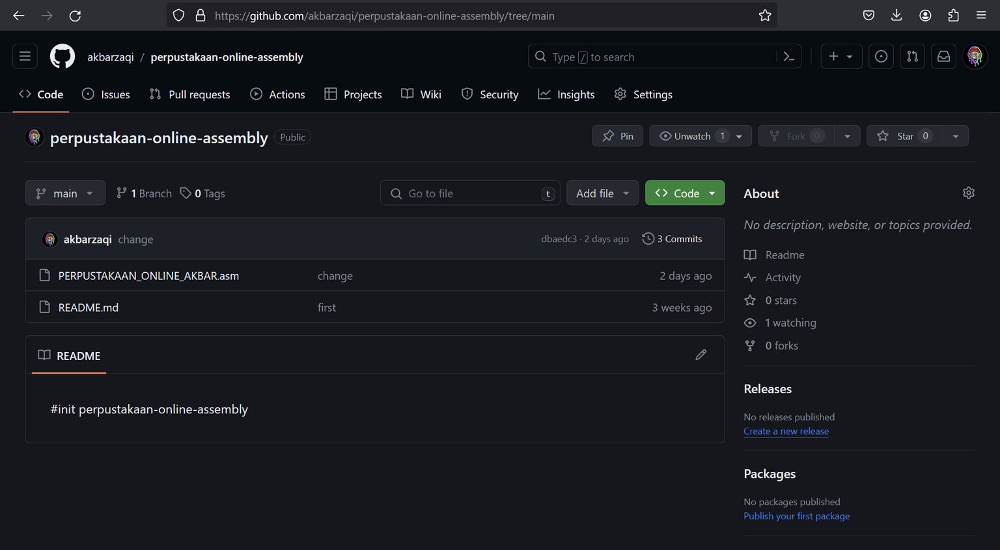 https://github.com/akbarzaqi/perpustakaan-online-assembly/tree/main
akbarzaqi / perpustakaan-online-assembly
Type / to search
Code Issues Pull requests Actions Projects Wiki Security Insights Settings
perpustakaan-online-assembly Public
Pin Unwatch 1 Fork 0 Star 0
main 1 Branch 0 Tags
Go to file t Add file Code
akbarzaqi change dbaedc3 · 2 days ago 3 Commits
PERPUSTAKAAN_ONLINE_AKBAR.asm change 2 days ago
README.md first 3 weeks ago
README
#init perpustakaan-online-assembly
About
No description, website, or topics provided.
Readme
Activity
0 stars
1 watching
0 forks
Releases
No releases published
Create a new release
Packages
No packages published
Publish your first package